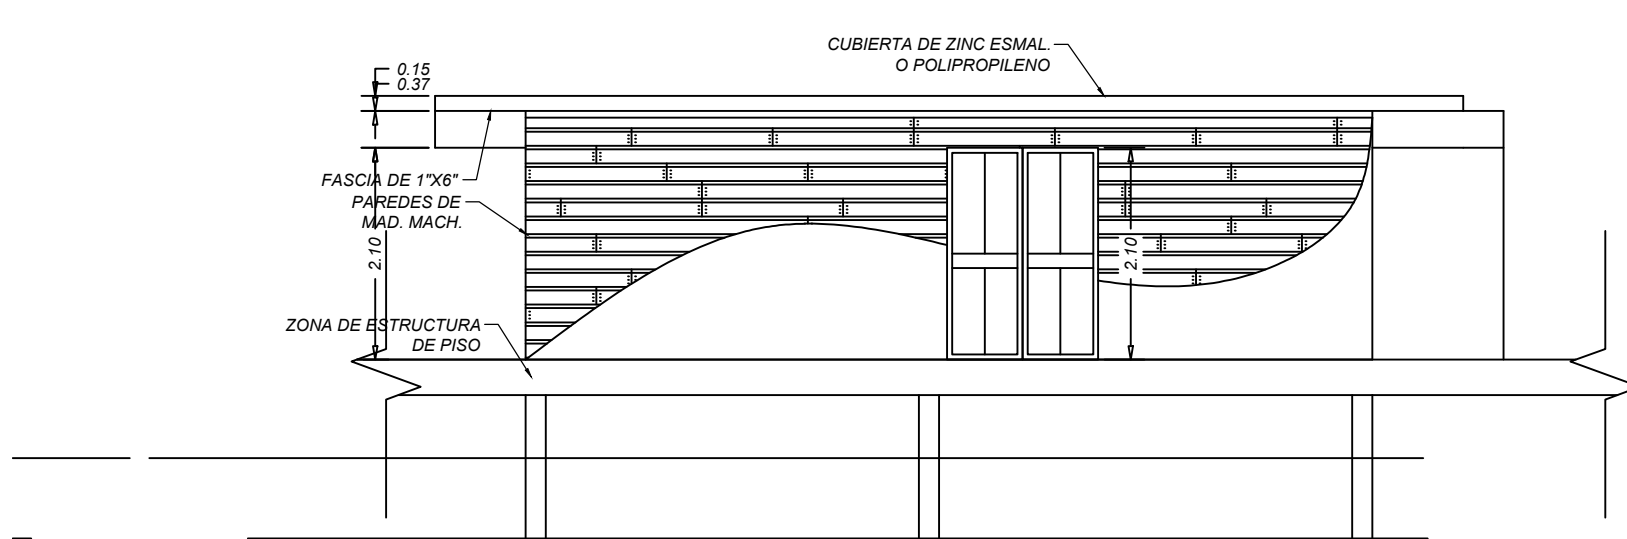 CUBIERTA DE ZINC ESMAL.
O POLIPROPILENO
0.15
0.37
FASCIA DE 1"X6"
PAREDES DE
MAD. MACH.
2.10
2.10
ZONA DE ESTRUCTURA
DE PISO